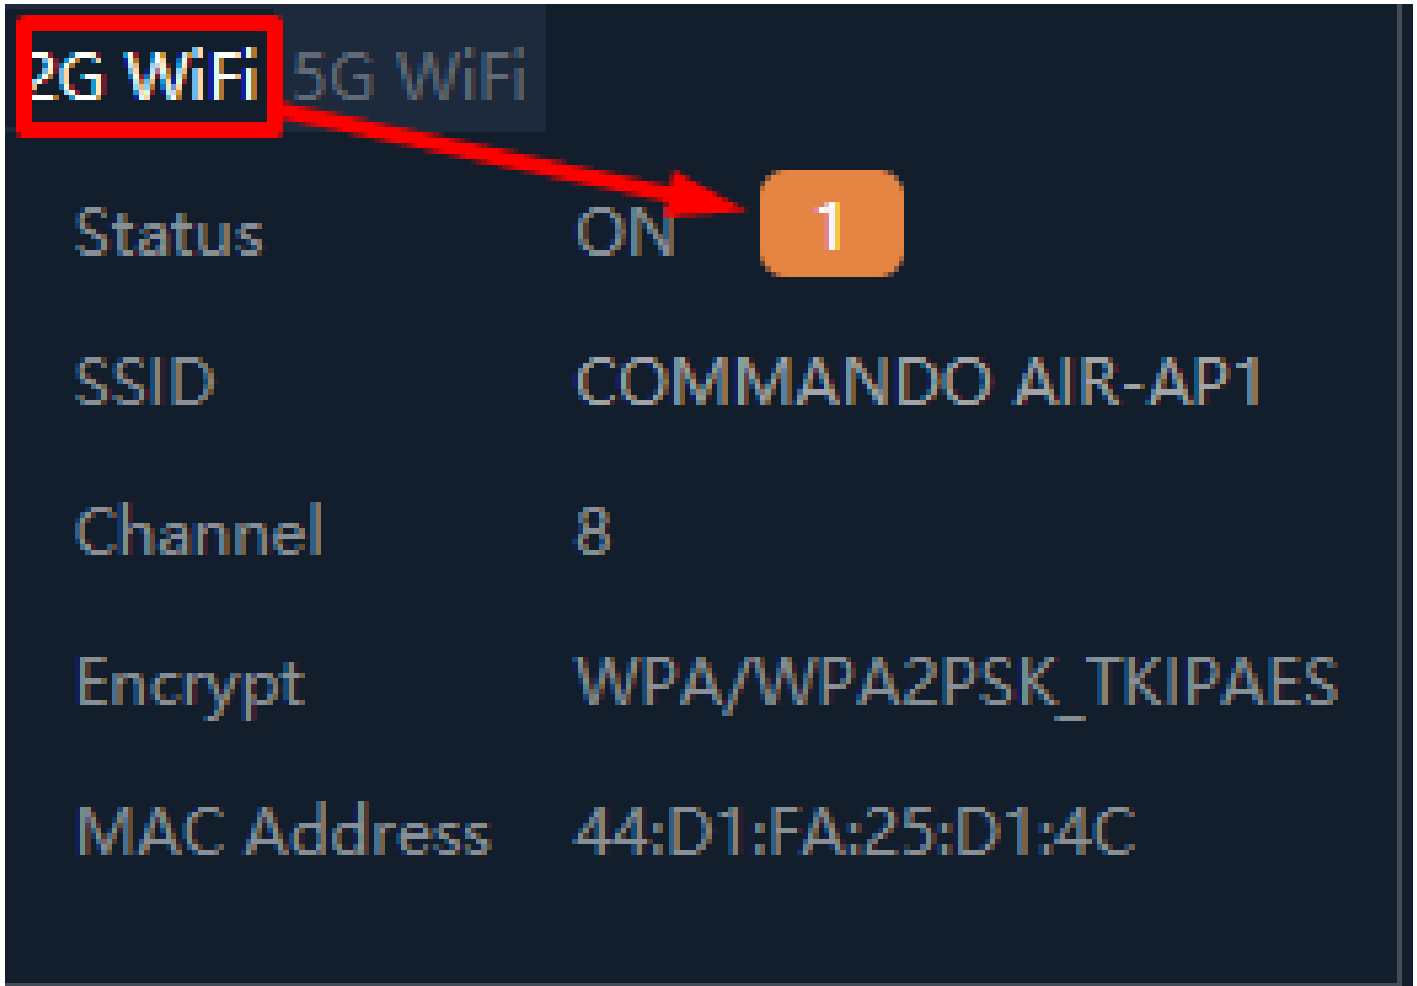 2G WiFi 5G WiFi
Status ON 1
SSID COMMANDO AIR-AP1
Channel 8
Encrypt WPA/WPA2PSK_TKIPAES
MAC Address 44:D1:FA:25:D1:4C